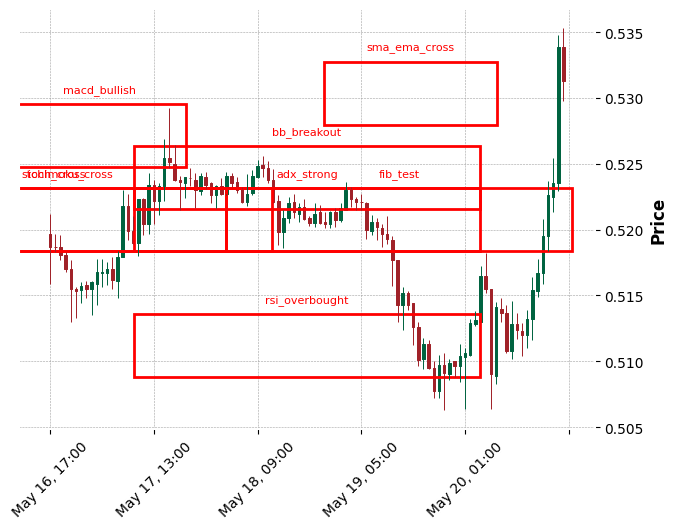 sma_ema_cross
macd_bullish
bb_breakout
adx_strong
fib_test
rsi_overbought
0.535
0.530
0.525
0.520
0.515
0.510
0.505
Price
May 16, 17:00
May 17, 13:00
May 18, 09:00
May 19, 05:00
May 20, 01:00